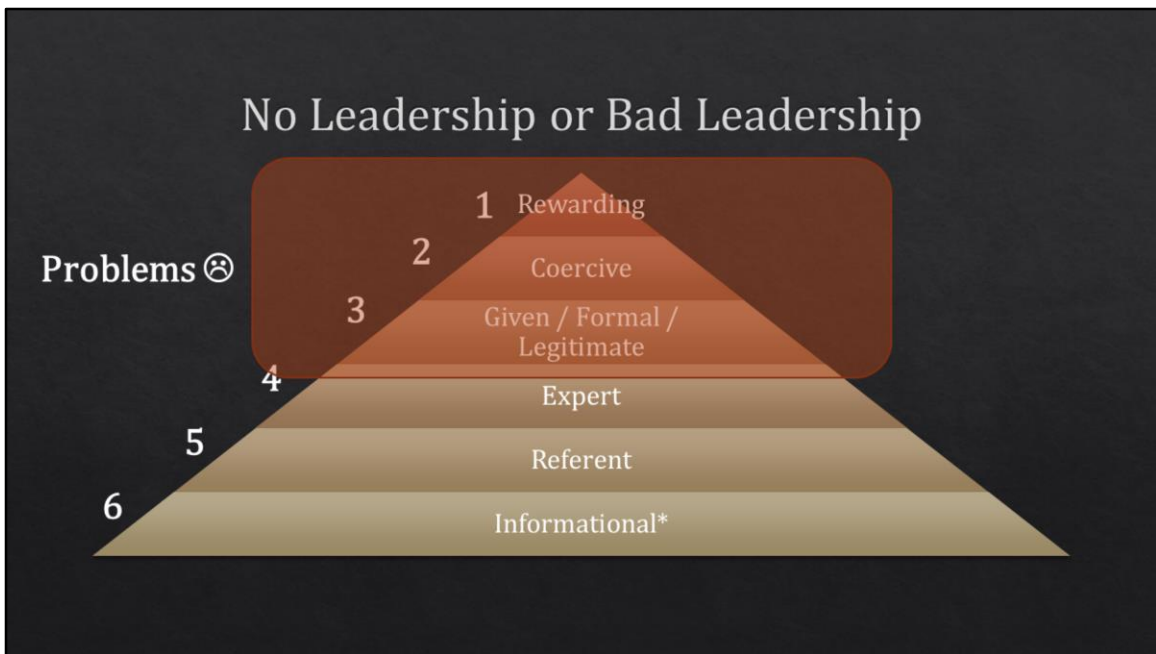 No Leadership or Bad Leadership
1 Rewarding
2 Coercive
Problems ☹
3 Given / Formal /
Legitimate
4 Expert
5 Referent
6 Informational*